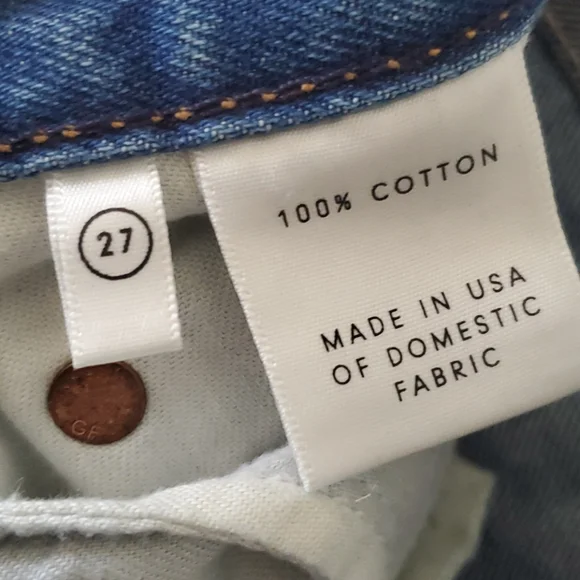 27
100% COTTON
MADE IN USA
OF DOMESTIC
FABRIC